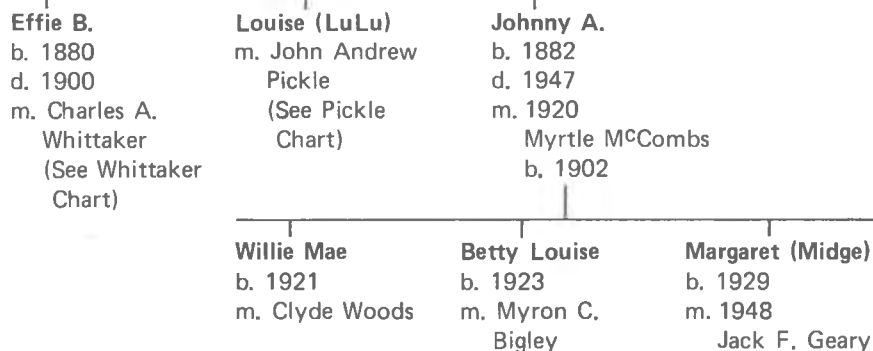 Effie B.
b. 1880
d. 1900
m. Charles A.
Whittaker
(See Whittaker
Chart)
Louise (LuLu)
m. John Andrew
Pickle
(See Pickle
Chart)
Johnny A.
b. 1882
d. 1947
m. 1920
Myrtle McCombs
b. 1902
Willie Mae
b. 1921
m. Clyde Woods
Betty Louise
b. 1923
m. Myron C.
Bigley
Margaret (Midge)
b. 1929
m. 1948
Jack F. Geary